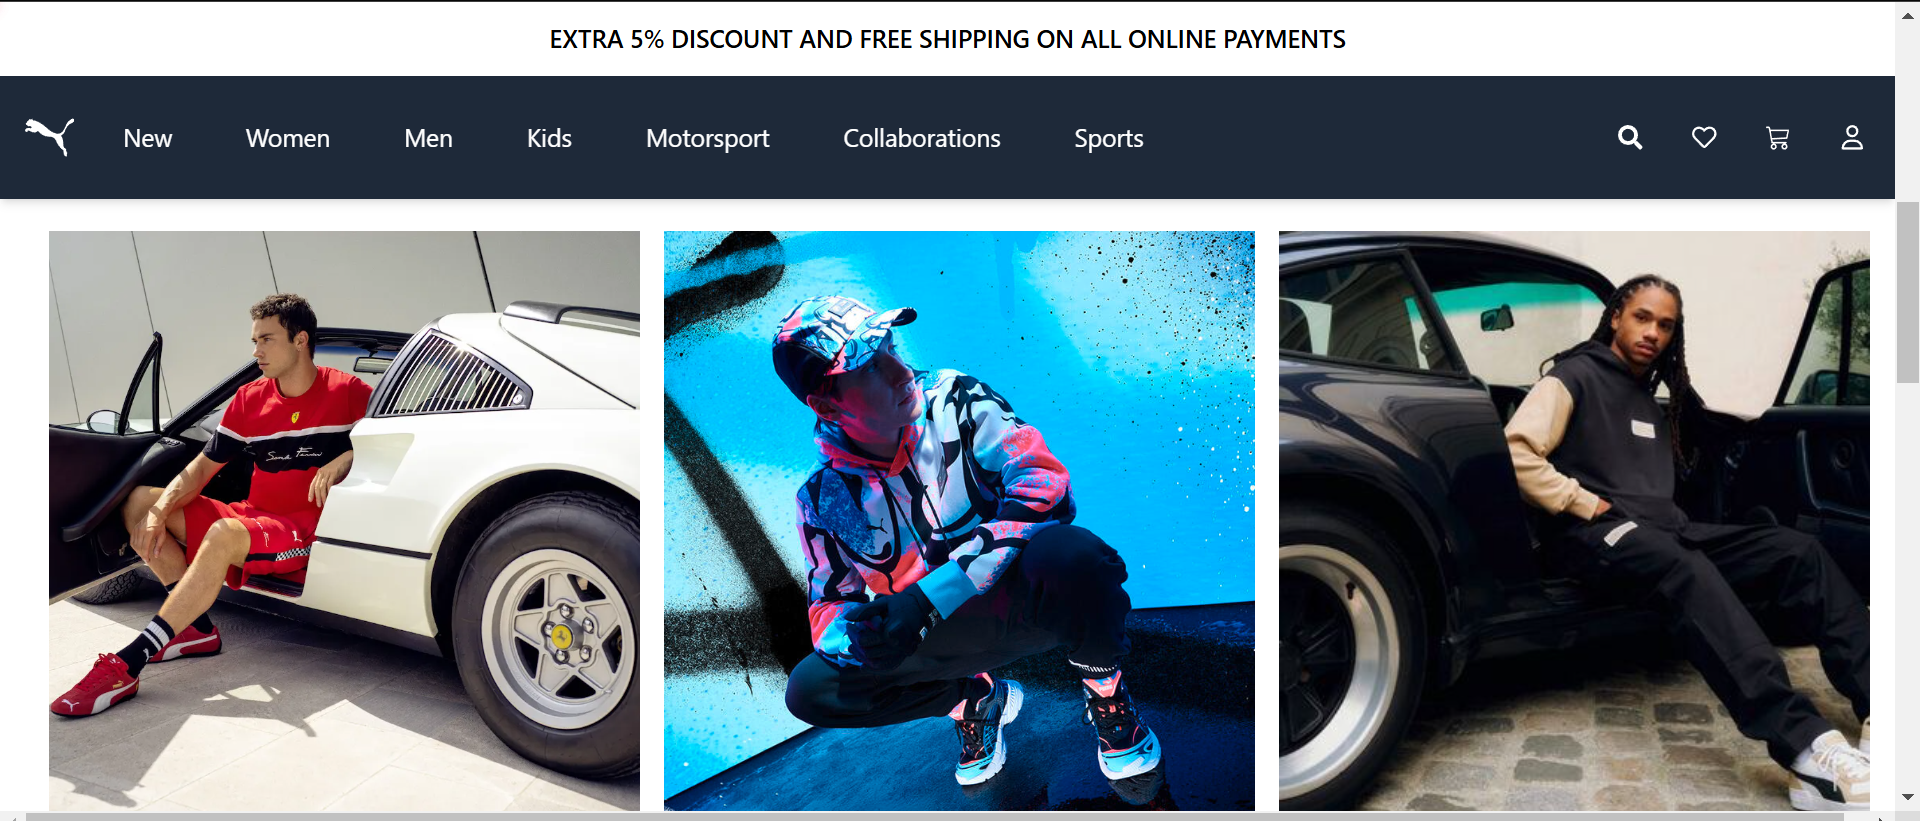 EXTRA 5% DISCOUNT AND FREE SHIPPING ON ALL ONLINE PAYMENTS
New
Women
Men
Kids
Motorsport
Collaborations
Sports